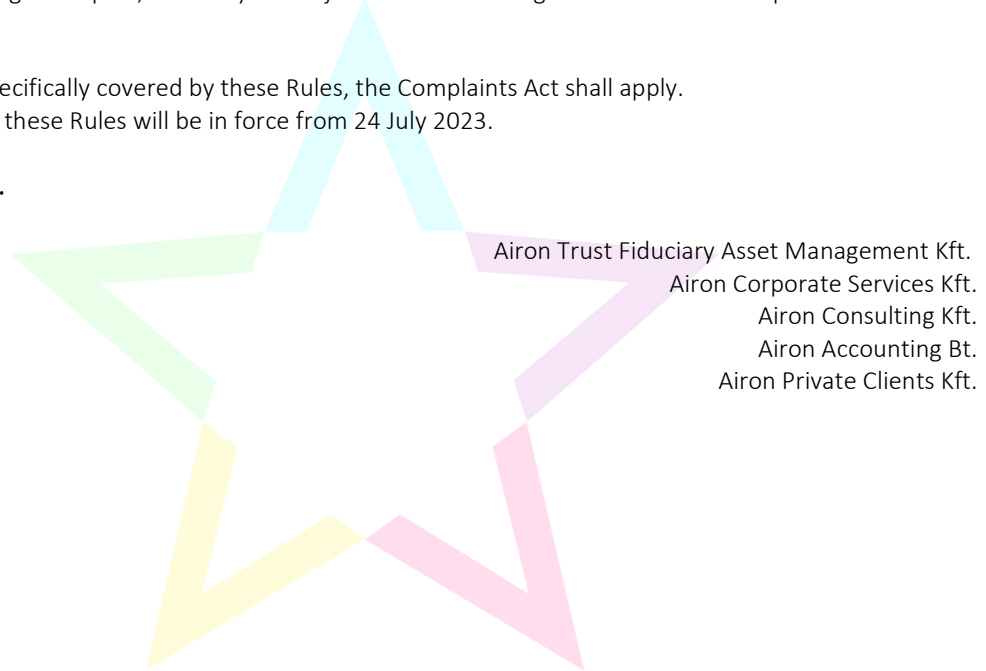 ecifically covered by these Rules, the Complaints Act shall apply.
these Rules will be in force from 24 July 2023.
.
Airon Trust Fiduciary Asset Management Kft.
Airon Corporate Services Kft.
Airon Consulting Kft.
Airon Accounting Bt.
Airon Private Clients Kft.